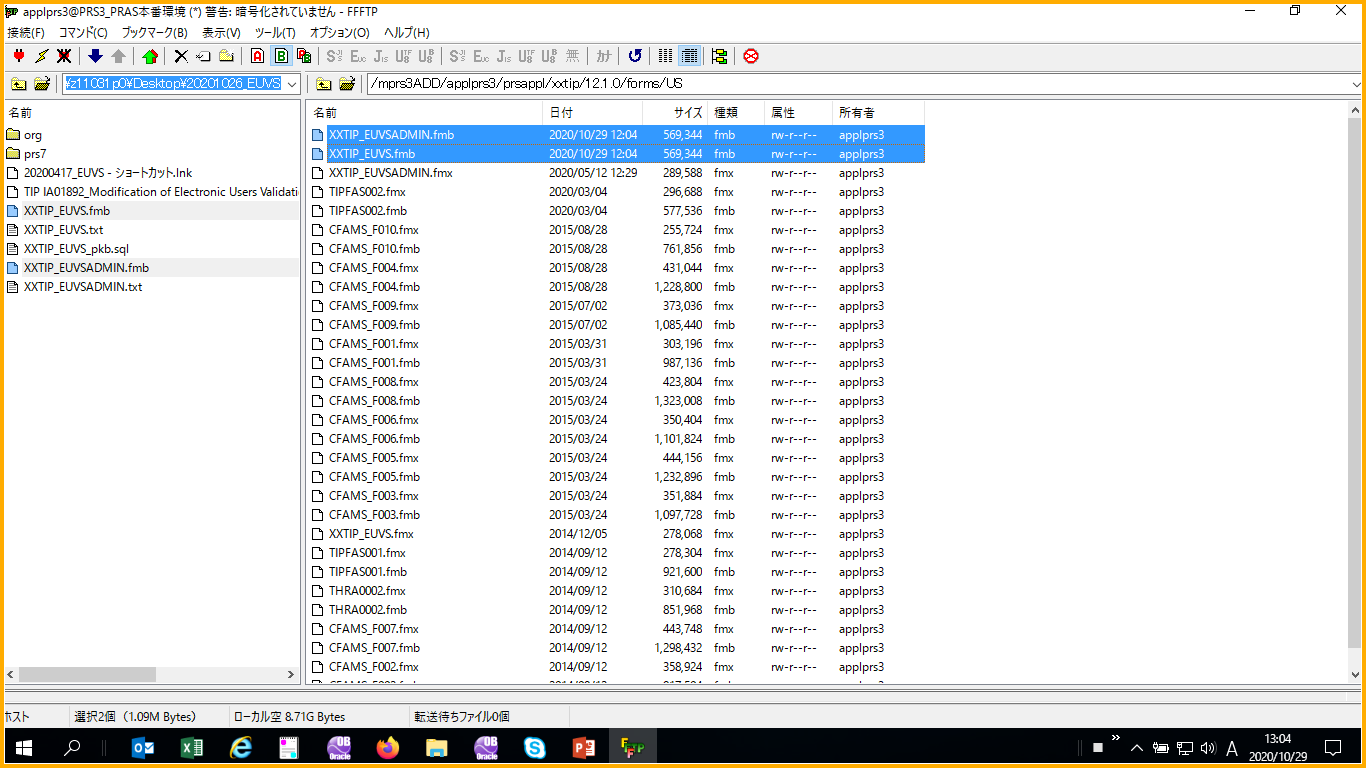 applprs3@PRS3_PRAS本番環境 (*) 警告: 暗号化されていません - FFFTP
接続(F) コマンド(C) ブックマーク(B) 表示(V) ツール(T) オプション(O) ヘルプ(H)
¥z11031p0¥Desktop¥20201026_EUVS
/mprs3ADD/applprs3/prsappl/xxtip/12.1.0/forms/US
名前
org
prs7
20200417_EUVS - ショートカット.lnk
TIP IA01892_Modification of Electronic Users Validati
XXTIP_EUVS.fmb
XXTIP_EUVS.txt
XXTIP_EUVS_pkb.sql
XXTIP_EUVSADMIN.fmb
XXTIP_EUVSADMIN.txt
名前 日付 サイズ 種類 属性 所有者
XXTIP_EUVSADMIN.fmb 2020/10/29 12:04 569,344 fmb rw-r--r-- applprs3
XXTIP_EUVS.fmb 2020/10/29 12:04 569,344 fmb rw-r--r-- applprs3
XXTIP_EUVSADMIN.fmx 2020/05/12 12:29 289,588 fmx rw-r--r-- applprs3
TIPFAS002.fmx 2020/03/04 296,688 fmx rw-r--r-- applprs3
TIPFAS002.fmb 2020/03/04 577,536 fmb rw-r--r-- applprs3
CFAMS_F010.fmx 2015/08/28 255,724 fmx rw-r--r-- applprs3
CFAMS_F010.fmb 2015/08/28 761,856 fmb rw-r--r-- applprs3
CFAMS_F004.fmx 2015/08/28 431,044 fmx rw-r--r-- applprs3
CFAMS_F004.fmb 2015/08/28 1,228,800 fmb rw-r--r-- applprs3
CFAMS_F009.fmx 2015/07/02 373,036 fmx rw-r--r-- applprs3
CFAMS_F009.fmb 2015/07/02 1,085,440 fmb rw-r--r-- applprs3
CFAMS_F001.fmx 2015/03/31 303,196 fmx rw-r--r-- applprs3
CFAMS_F001.fmb 2015/03/31 987,136 fmb rw-r--r-- applprs3
CFAMS_F008.fmx 2015/03/24 423,804 fmx rw-r--r-- applprs3
CFAMS_F008.fmb 2015/03/24 1,323,008 fmb rw-r--r-- applprs3
CFAMS_F006.fmx 2015/03/24 350,404 fmx rw-r--r-- applprs3
CFAMS_F006.fmb 2015/03/24 1,101,824 fmb rw-r--r-- applprs3
CFAMS_F005.fmx 2015/03/24 444,156 fmx rw-r--r-- applprs3
CFAMS_F005.fmb 2015/03/24 1,232,896 fmb rw-r--r-- applprs3
CFAMS_F003.fmx 2015/03/24 351,884 fmx rw-r--r-- applprs3
CFAMS_F003.fmb 2015/03/24 1,097,728 fmb rw-r--r-- applprs3
XXTIP_EUVS.fmx 2014/12/05 278,068 fmx rw-r--r-- applprs3
TIPFAS001.fmx 2014/09/12 278,304 fmx rw-r--r-- applprs3
TIPFAS001.fmb 2014/09/12 921,600 fmb rw-r--r-- applprs3
THRA0002.fmx 2014/09/12 310,684 fmx rw-r--r-- applprs3
THRA0002.fmb 2014/09/12 851,968 fmb rw-r--r-- applprs3
CFAMS_F007.fmx 2014/09/12 443,748 fmx rw-r--r-- applprs3
CFAMS_F007.fmb 2014/09/12 1,298,432 fmb rw-r--r-- applprs3
CFAMS_F002.fmx 2014/09/12 358,924 fmx rw-r--r-- applprs3
ホスト 選択2個 (1.09M Bytes) ローカル空 8.71G Bytes 転送待ちファイル0個
A 13:04
2020/10/29